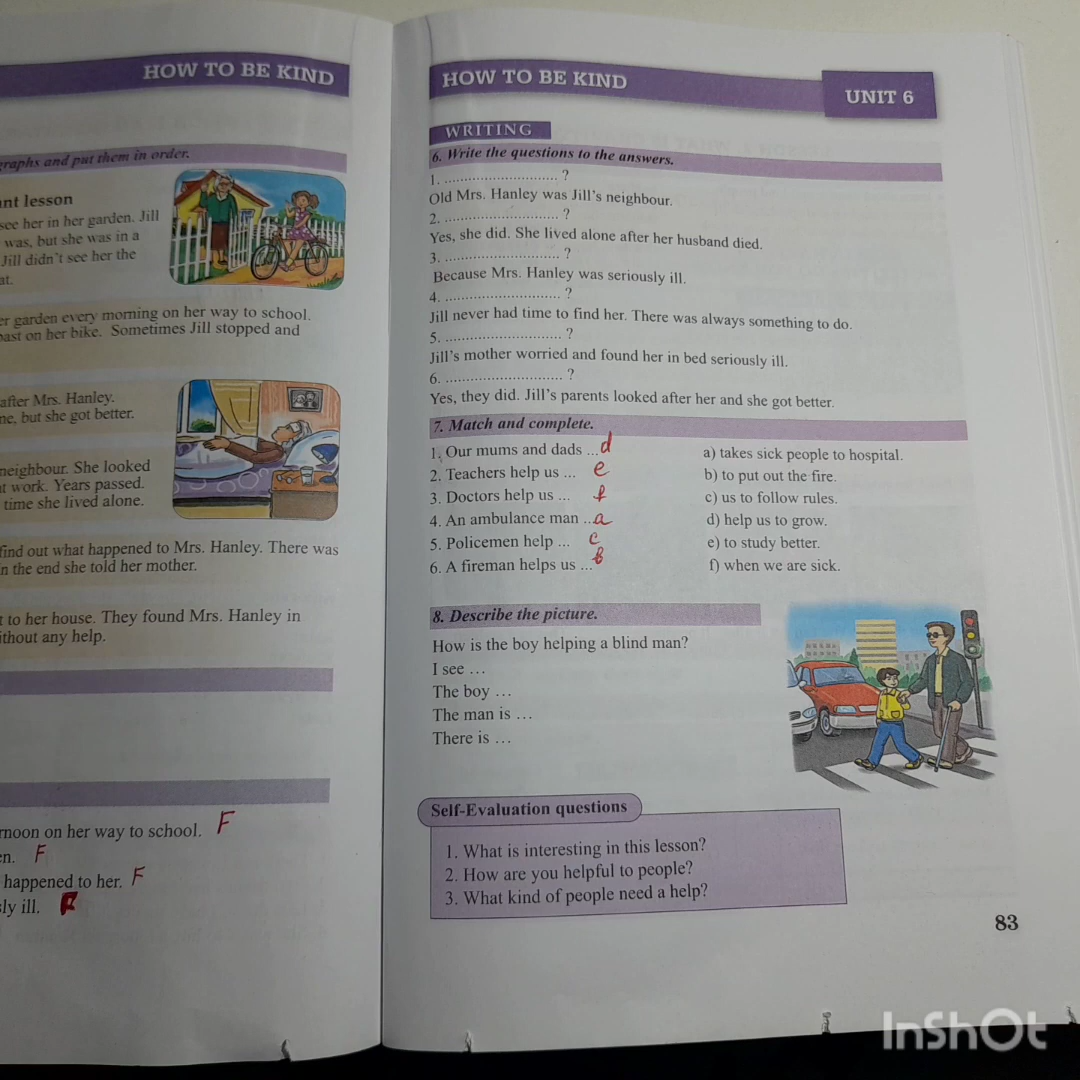 HOW TO BE KIND
graphs and put them in order.
nt lesson
see her in her garden. Jill
was, but she was in a
Jill didn't see her the
at.
er garden every morning on her way to school.
past on her bike. Sometimes Jill stopped and
after Mrs. Hanley.
ne, but she got better.
neighbour. She looked
at work. Years passed.
time she lived alone.
find out what happened to Mrs. Hanley. There was
n the end she told her mother.
t to her house. They found Mrs. Hanley in
ithout any help.
rnoon on her way to school. F
en. F
happened to her. F
sly ill.
HOW TO BE KIND
UNIT 6
WRITING
6. Write the questions to the answers.
1. ............................ ?
Old Mrs. Hanley was Jill's neighbour.
2. ............................ ?
Yes, she did. She lived alone after her husband died.
3. ............................ ?
Because Mrs. Hanley was seriously ill.
4. ............................ ?
Jill never had time to find her. There was always something to do.
5. ............................ ?
Jill's mother worried and found her in bed seriously ill.
6. ............................ ?
Yes, they did. Jill's parents looked after her and she got better.
7. Match and complete.
1. Our mums and dads ... d
2. Teachers help us ... e
3. Doctors help us ... f
4. An ambulance man ... a
5. Policemen help ... c
6. A fireman helps us ... b
a) takes sick people to hospital.
b) to put out the fire.
c) us to follow rules.
d) help us to grow.
e) to study better.
f) when we are sick.
8. Describe the picture.
How is the boy helping a blind man?
I see ...
The boy ...
The man is ...
There is ...
Self-Evaluation questions
1. What is interesting in this lesson?
2. How are you helpful to people?
3. What kind of people need a help?
83
InShOt